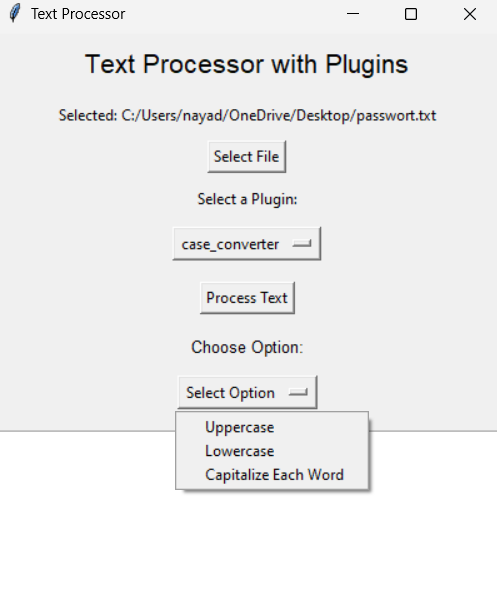 Text Processor
Text Processor with Plugins
Selected: C:/Users/nayad/OneDrive/Desktop/passwort.txt
Select File
Select a Plugin:
case_converter
Process Text
Choose Option:
Select Option
Uppercase
Lowercase
Capitalize Each Word